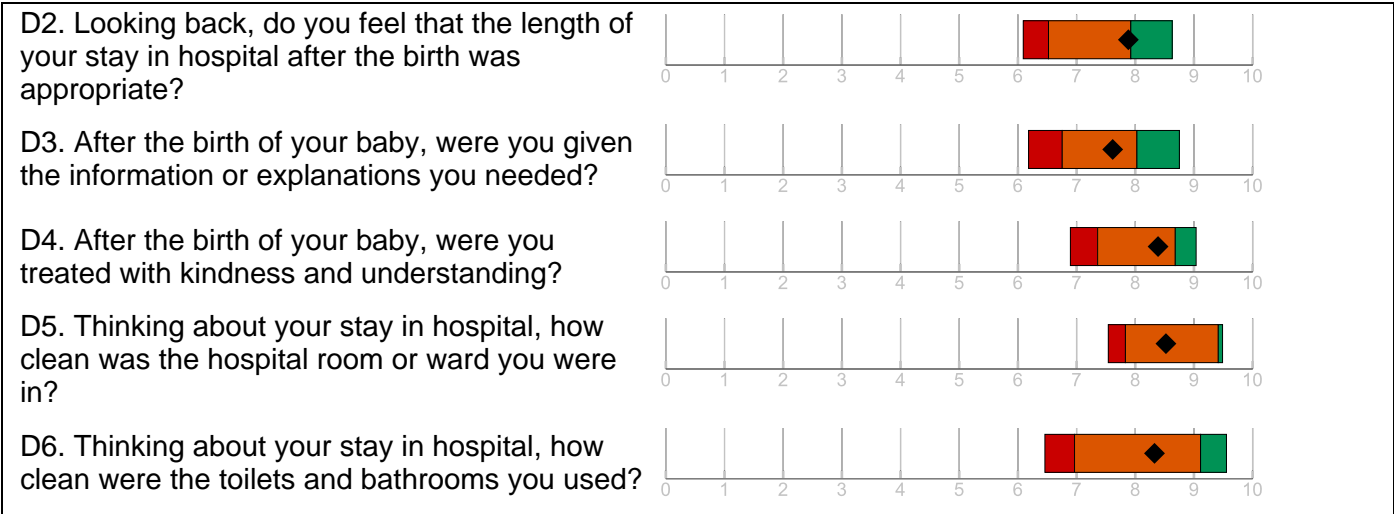 D2. Looking back, do you feel that the length of
your stay in hospital after the birth was
appropriate?
0 1 2 3 4 5 6 7 8 9 10
D3. After the birth of your baby, were you given
the information or explanations you needed?
0 1 2 3 4 5 6 7 8 9 10
D4. After the birth of your baby, were you
treated with kindness and understanding?
0 1 2 3 4 5 6 7 8 9 10
D5. Thinking about your stay in hospital, how
clean was the hospital room or ward you were
in?
0 1 2 3 4 5 6 7 8 9 10
D6. Thinking about your stay in hospital, how
clean were the toilets and bathrooms you used?
0 1 2 3 4 5 6 7 8 9 10